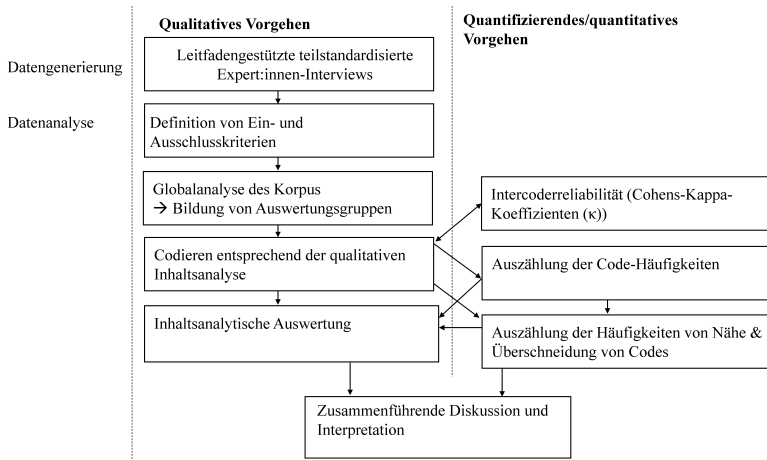 Qualitatives Vorgehen
Quantifizierendes/quantitatives
Vorgehen
Datengenerierung
Leitfadengestützte teilstandardisierte
Expert:innen-Interviews
Datenanalyse
Definition von Ein- und
Ausschlusskriterien
Globalanalyse des Korpus
→ Bildung von Auswertungsgruppen
Intercoderreliabilität (Cohens-Kappa-
Koeffizienten (κ))
Codieren entsprechend der qualitativen
Inhaltsanalyse
Auszählung der Code-Häufigkeiten
Inhaltsanalytische Auswertung
Auszählung der Häufigkeiten von Nähe &
Überschneidung von Codes
Zusammenführende Diskussion und
Interpretation